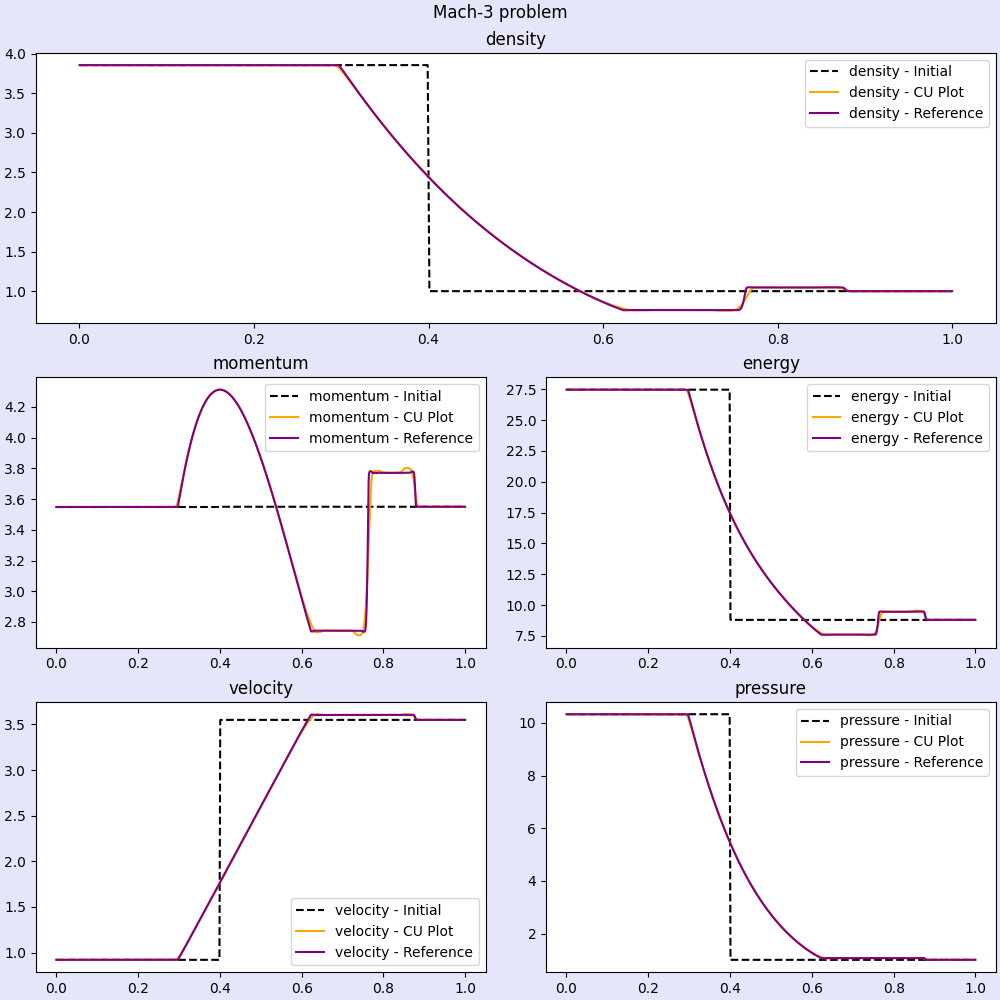 Mach-3 problem
density
4.0
3.5
3.0
2.5
2.0
1.5
1.0
0.0 0.2 0.4 0.6 0.8 1.0
density - Initial
density - CU Plot
density - Reference
momentum
4.2
4.0
3.8
3.6
3.4
3.2
3.0
2.8
0.0 0.2 0.4 0.6 0.8 1.0
momentum - Initial
momentum - CU Plot
momentum - Reference
energy
27.5
25.0
22.5
20.0
17.5
15.0
12.5
10.0
7.5
0.0 0.2 0.4 0.6 0.8 1.0
energy - Initial
energy - CU Plot
energy - Reference
velocity
3.5
3.0
2.5
2.0
1.5
1.0
0.0 0.2 0.4 0.6 0.8 1.0
velocity - Initial
velocity - CU Plot
velocity - Reference
pressure
10
8
6
4
2
0.0 0.2 0.4 0.6 0.8 1.0
pressure - Initial
pressure - CU Plot
pressure - Reference